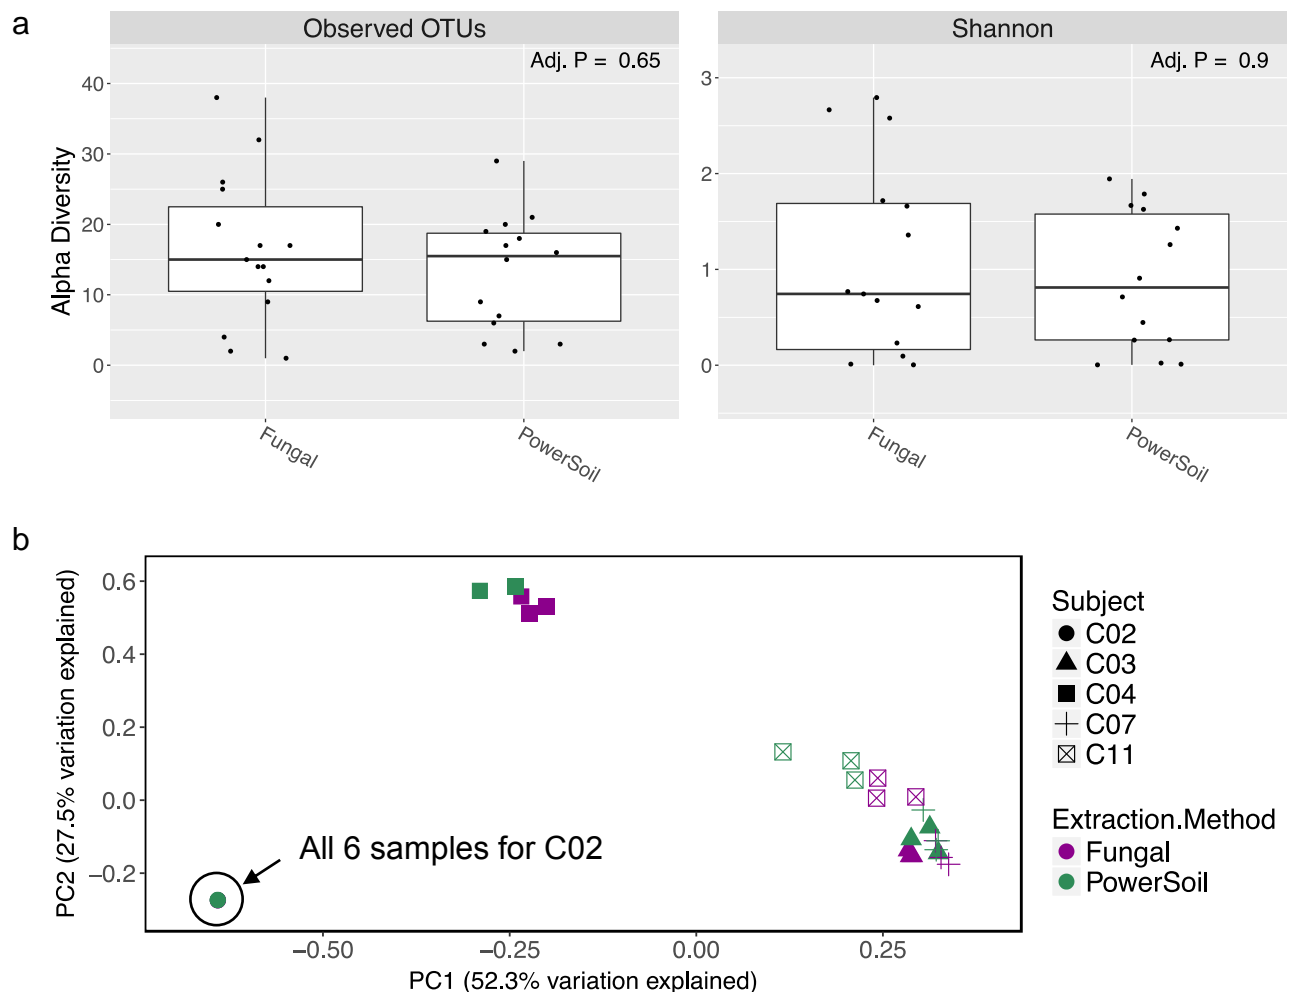 a
Observed OTUs
Shannon
Adj. P = 0.65
Adj. P = 0.9
Alpha Diversity
40
30
20
10
0
3
2
1
0
Fungal
PowerSoil
Fungal
PowerSoil
b
PC2 (27.5% variation explained)
0.6
0.4
0.2
0.0
−0.2
All 6 samples for C02
−0.50
−0.25
0.00
0.25
PC1 (52.3% variation explained)
Subject
C02
C03
C04
C07
C11
Extraction.Method
Fungal
PowerSoil